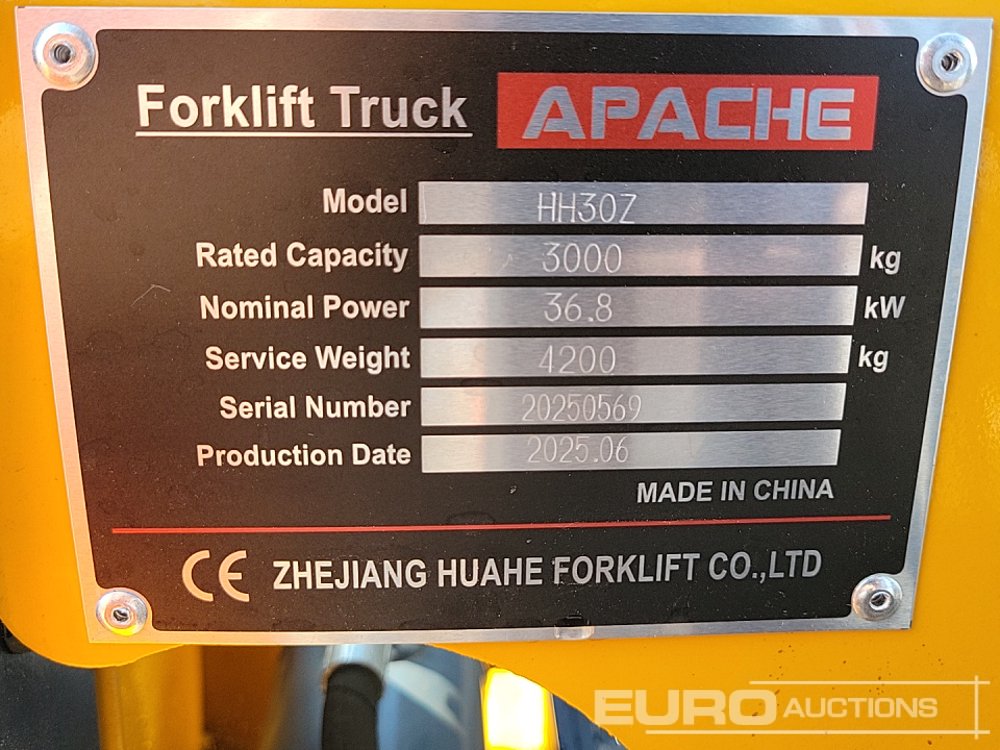 Forklift Truck APACHE
Model HH30Z
Rated Capacity 3000 kg
Nominal Power 36.8 kW
Service Weight 4200 kg
Serial Number 20250569
Production Date 2025.06
MADE IN CHINA
CE ZHEJIANG HUAHE FORKLIFT CO.,LTD
EURO AUCTIONS